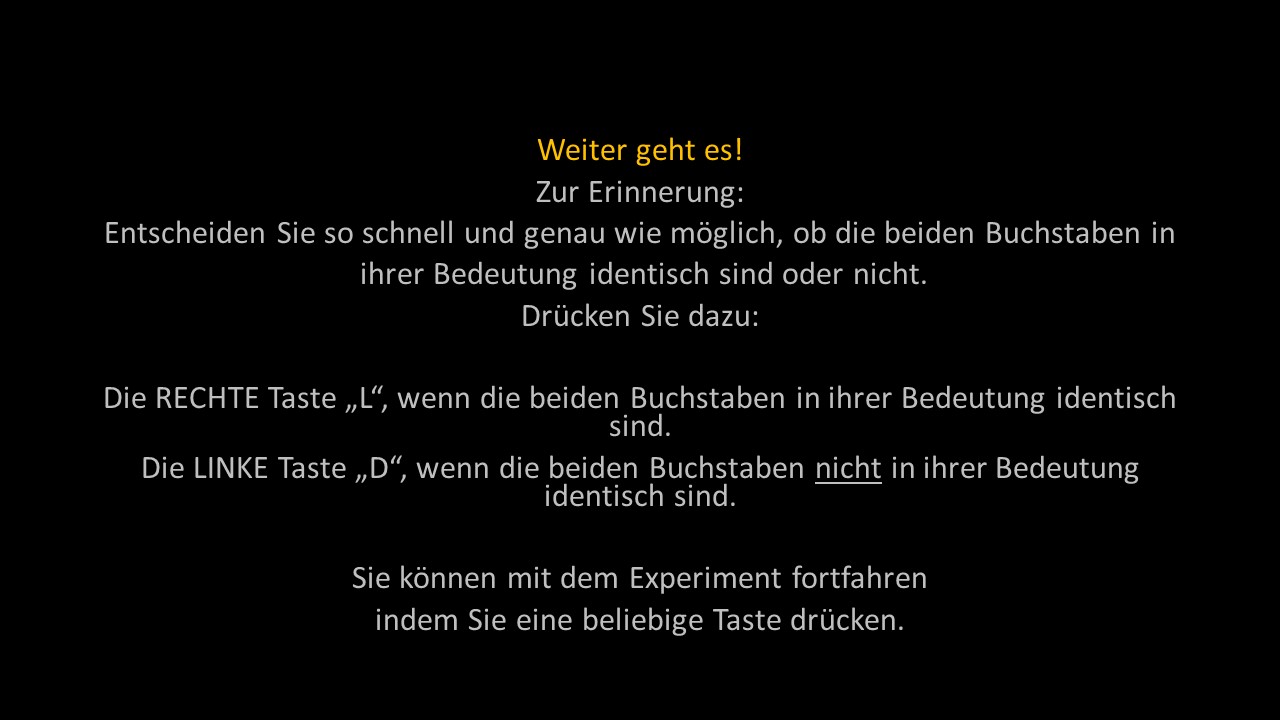 Weiter geht es!
Zur Erinnerung:
Entscheiden Sie so schnell und genau wie möglich, ob die beiden Buchstaben in
ihrer Bedeutung identisch sind oder nicht.
Drücken Sie dazu:
Die RECHTE Taste „L“, wenn die beiden Buchstaben in ihrer Bedeutung identisch
sind.
Die LINKE Taste „D“, wenn die beiden Buchstaben nicht in ihrer Bedeutung
identisch sind.
Sie können mit dem Experiment fortfahren
indem Sie eine beliebige Taste drücken.